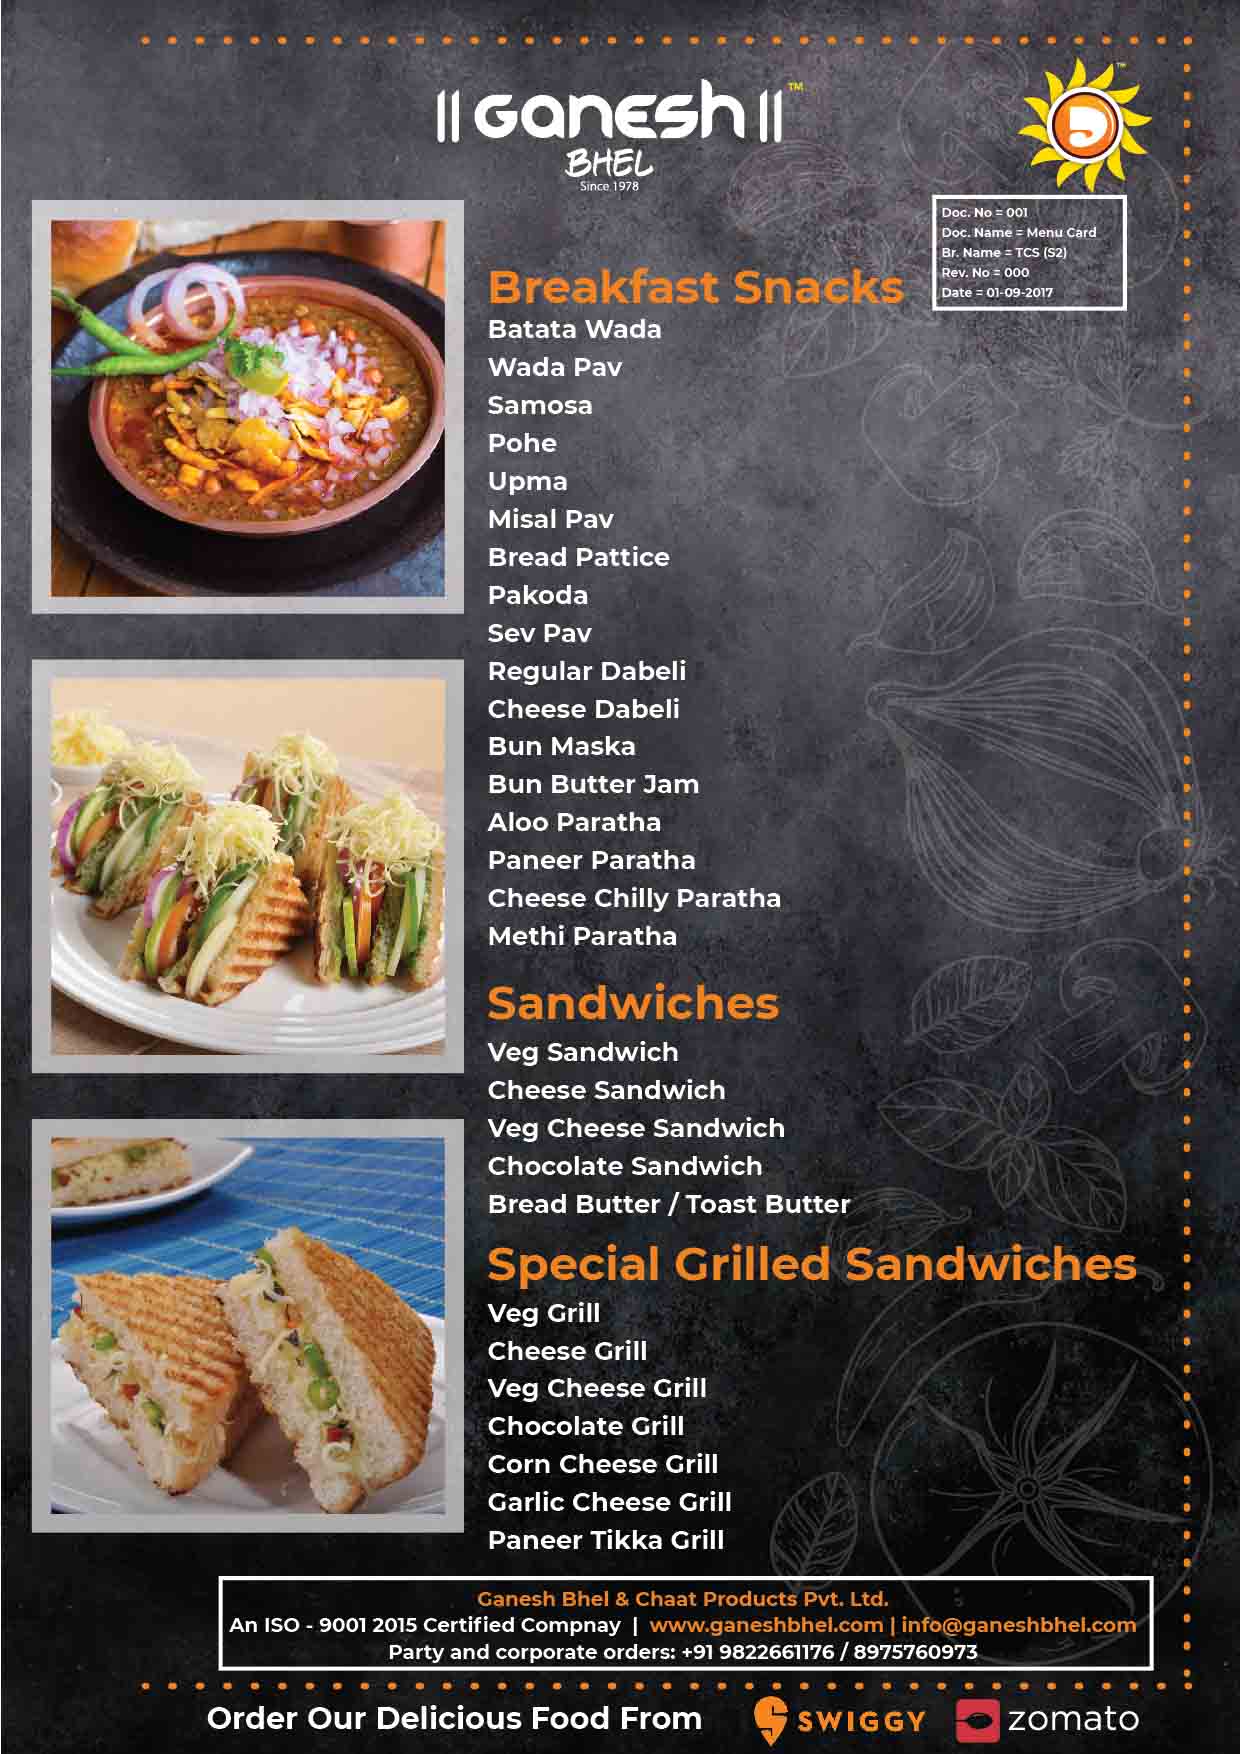 || GANESH || ™
BHEL
Since 1978
™
Doc. No = 001
Doc. Name = Menu Card
Br. Name = TCS (S2)
Rev. No = 000
Date = 01-09-2017
Breakfast Snacks
Batata Wada
Wada Pav
Samosa
Pohe
Upma
Misal Pav
Bread Pattice
Pakoda
Sev Pav
Regular Dabeli
Cheese Dabeli
Bun Maska
Bun Butter Jam
Aloo Paratha
Paneer Paratha
Cheese Chilly Paratha
Methi Paratha
Sandwiches
Veg Sandwich
Cheese Sandwich
Veg Cheese Sandwich
Chocolate Sandwich
Bread Butter / Toast Butter
Special Grilled Sandwiches
Veg Grill
Cheese Grill
Veg Cheese Grill
Chocolate Grill
Corn Cheese Grill
Garlic Cheese Grill
Paneer Tikka Grill
Ganesh Bhel & Chaat Products Pvt. Ltd.
An ISO - 9001 2015 Certified Compnay | www.ganeshbhel.com | info@ganeshbhel.com
Party and corporate orders: +91 9822661176 / 8975760973
Order Our Delicious Food From SWIGGY zomato